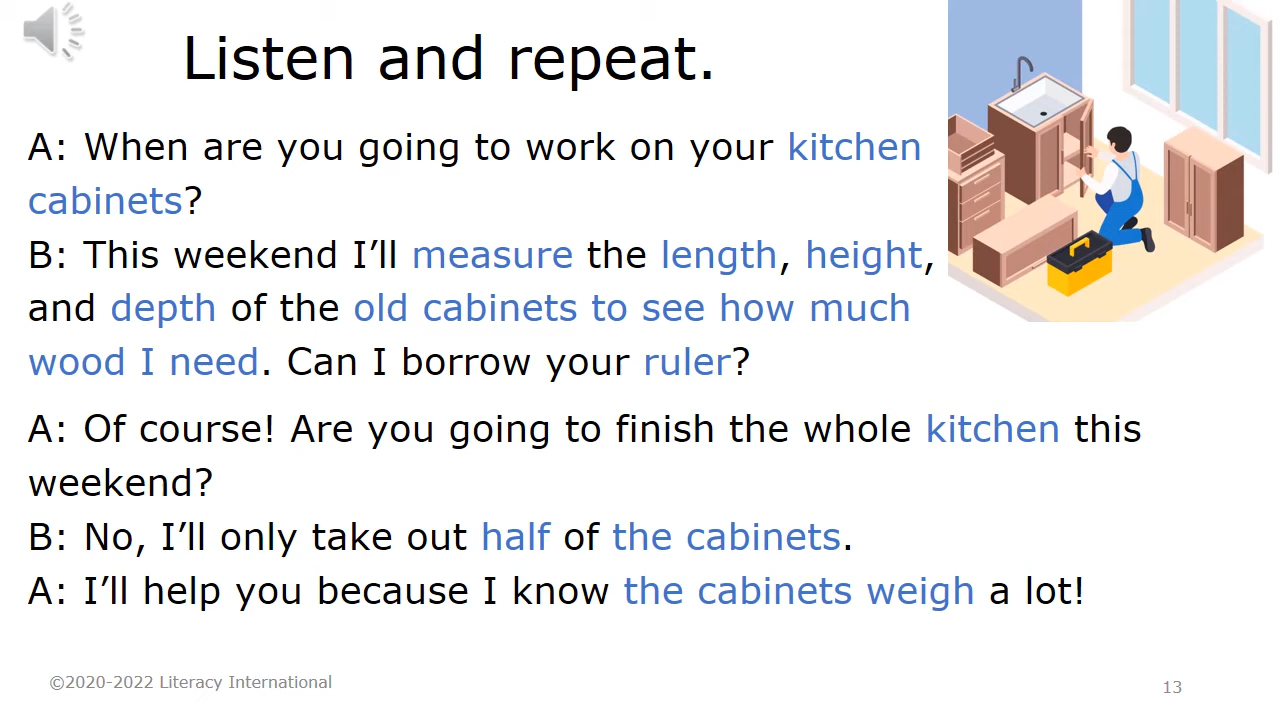 Listen and repeat.
A: When are you going to work on your kitchen
cabinets?
B: This weekend I’ll measure the length, height,
and depth of the old cabinets to see how much
wood I need. Can I borrow your ruler?
A: Of course! Are you going to finish the whole kitchen this
weekend?
B: No, I’ll only take out half of the cabinets.
A: I’ll help you because I know the cabinets weigh a lot!
©2020-2022 Literacy International
13